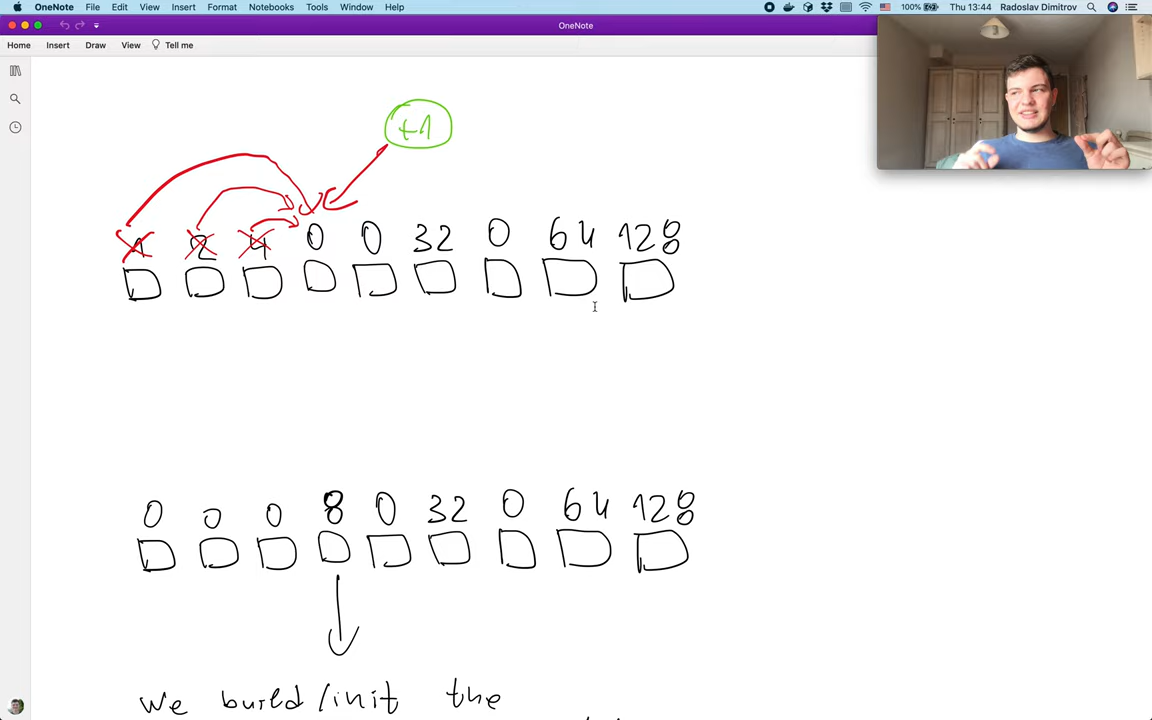 OneNote File Edit View Insert Format Notebooks Tools Window Help 100% Thu 13:44 Radoslav Dimitrov
OneNote
Home Insert Draw View Tell me
+1
1 2 4 0 0 32 0 64 128
0 0 0 8 0 32 0 64 128
we build/init the